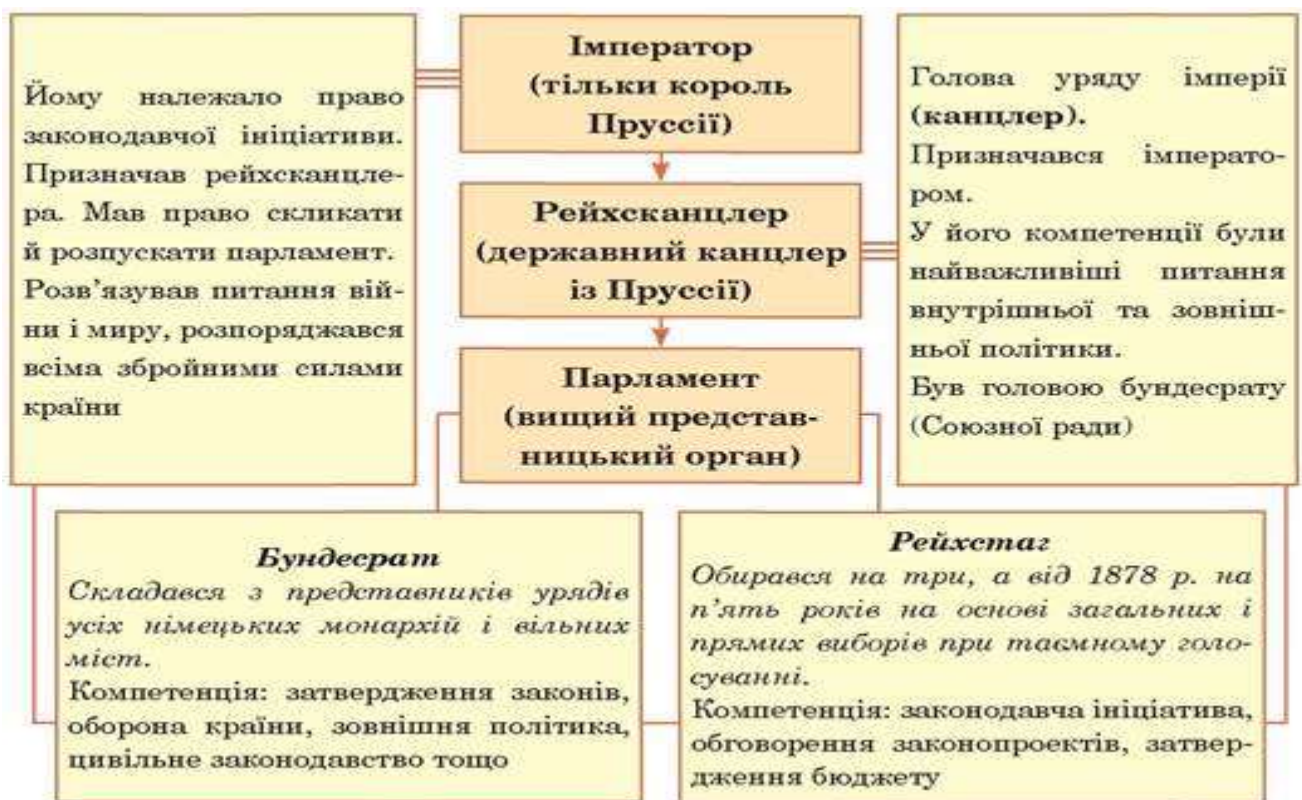 Імператор
(тільки король
Пруссії)
Йому належало право
законодавчої ініціативи.
Призначав рейхсканцле-
ра. Мав право скликати
й розпускати парламент.
Розв'язував питання вій-
ни і миру, розпоряджався
всіма збройними силами
країни
Рейхсканцлер
(державний канцлер
із Пруссії)
Голова уряду імперії
(канцлер).
Призначався імперато-
ром.
У його компетенції були
найважливіші питання
внутрішньої та зовніш-
ньої політики.
Був головою бундесрату
(Союзної ради)
Парламент
(вищий представ-
ницький орган)
Бундесрат
Складався з представників урядів
усіх німецьких монархій і вільних
міст.
Компетенція: затвердження законів,
оборона країни, зовнішня політика,
цивільне законодавство тощо
Рейхстаг
Обирався на три, а від 1878 р. на
п'ять років на основі загальних і
прямих виборів при таємному голо-
суванні.
Компетенція: законодавча ініціатива,
обговорення законопроектів, затвер-
дження бюджету